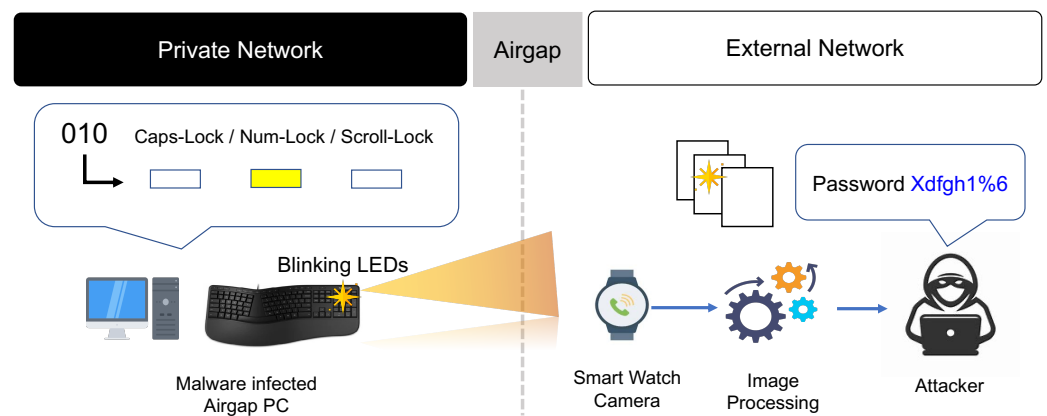 Private Network
Airgap
External Network
010
Caps-Lock / Num-Lock / Scroll-Lock
Password Xdfgh1%6
Blinking LEDs
Malware infected
Airgap PC
Smart Watch
Camera
Image
Processing
Attacker